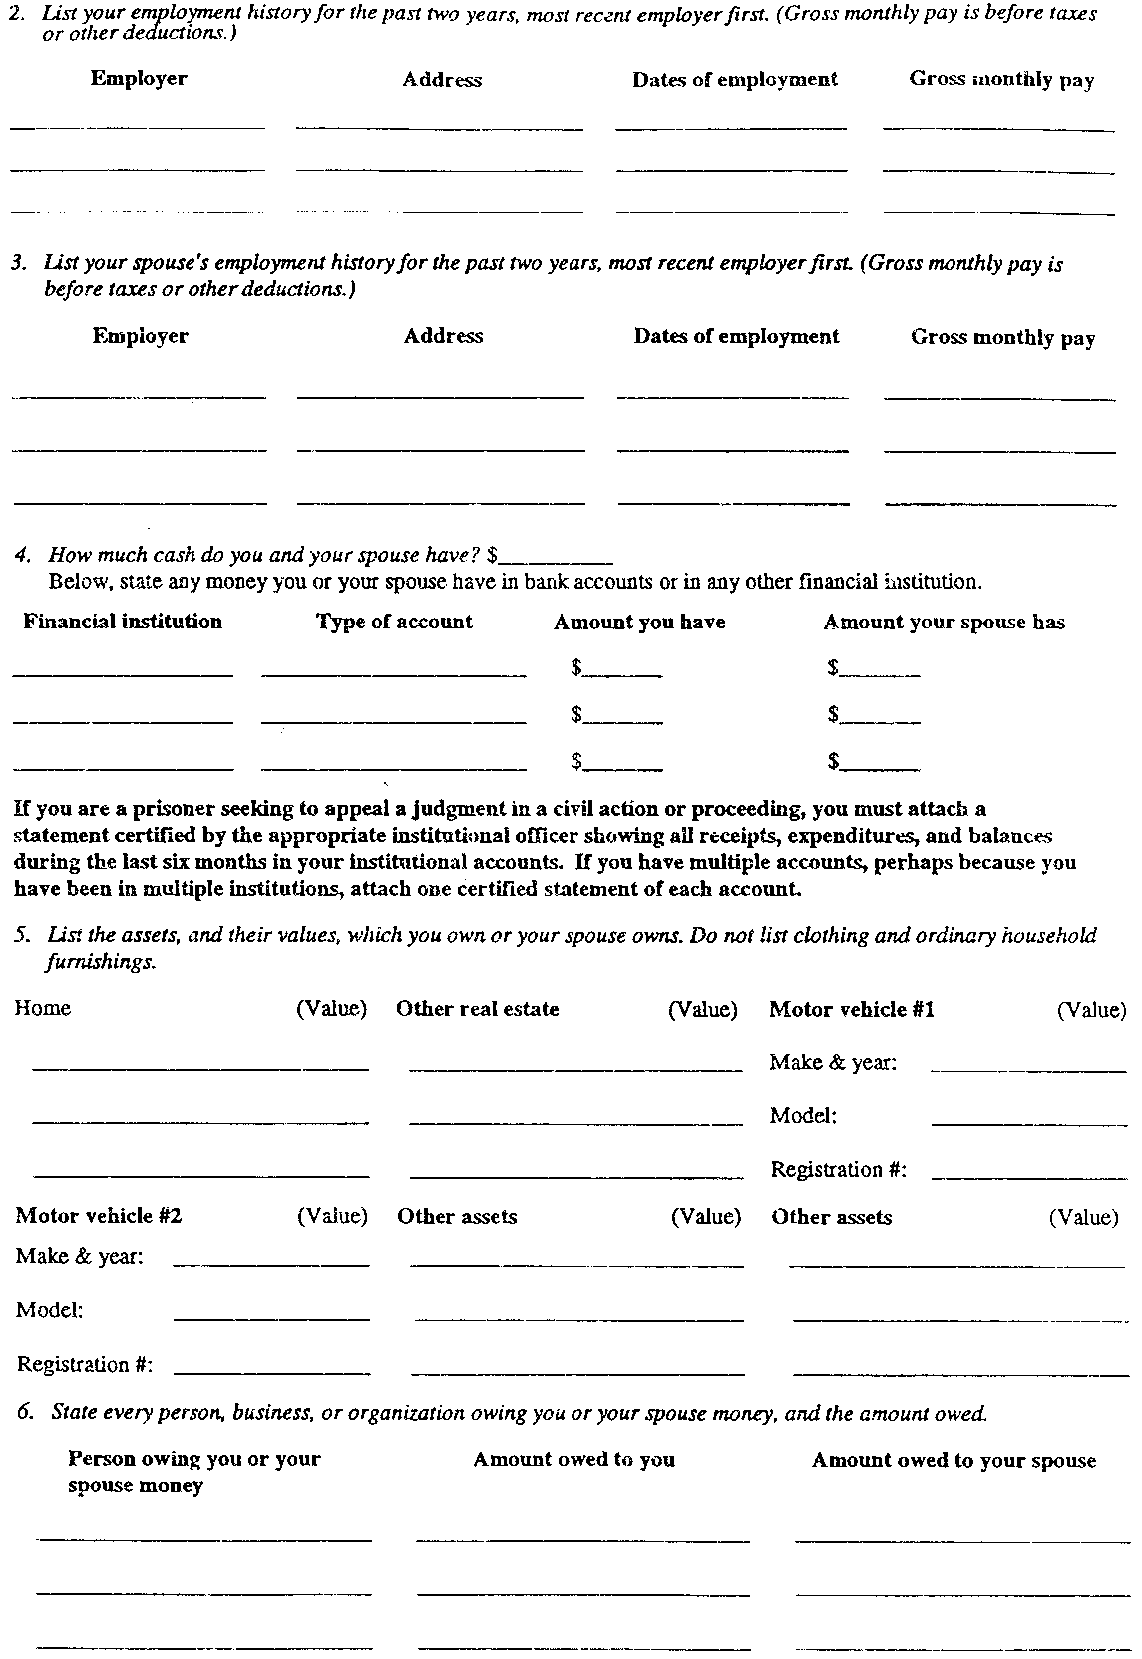 2. List your employment history for the past two years, most recent employer first. (Gross monthly pay is before taxes
or other deductions.)
Employer Address Dates of employment Gross monthly pay
3. List your spouse's employment history for the past two years, most recent employer first. (Gross monthly pay is
before taxes or other deductions.)
Employer Address Dates of employment Gross monthly pay
4. How much cash do you and your spouse have? $__________
Below, state any money you or your spouse have in bank accounts or in any other financial institution.
Financial institution Type of account Amount you have Amount your spouse has
$_______ $_______
$_______ $_______
$_______ $_______
If you are a prisoner seeking to appeal a judgment in a civil action or proceeding, you must attach a
statement certified by the appropriate institutional officer showing all receipts, expenditures, and balances
during the last six months in your institutional accounts. If you have multiple accounts, perhaps because you
have been in multiple institutions, attach one certified statement of each account.
5. List the assets, and their values, which you own or your spouse owns. Do not list clothing and ordinary household
furnishings.
Home (Value) Other real estate (Value) Motor vehicle #1 (Value)
Make & year:
Model:
Registration #:
Motor vehicle #2 (Value) Other assets (Value) Other assets (Value)
Make & year:
Model:
Registration #:
6. State every person, business, or organization owing you or your spouse money, and the amount owed.
Person owing you or your Amount owed to you Amount owed to your spouse
spouse money